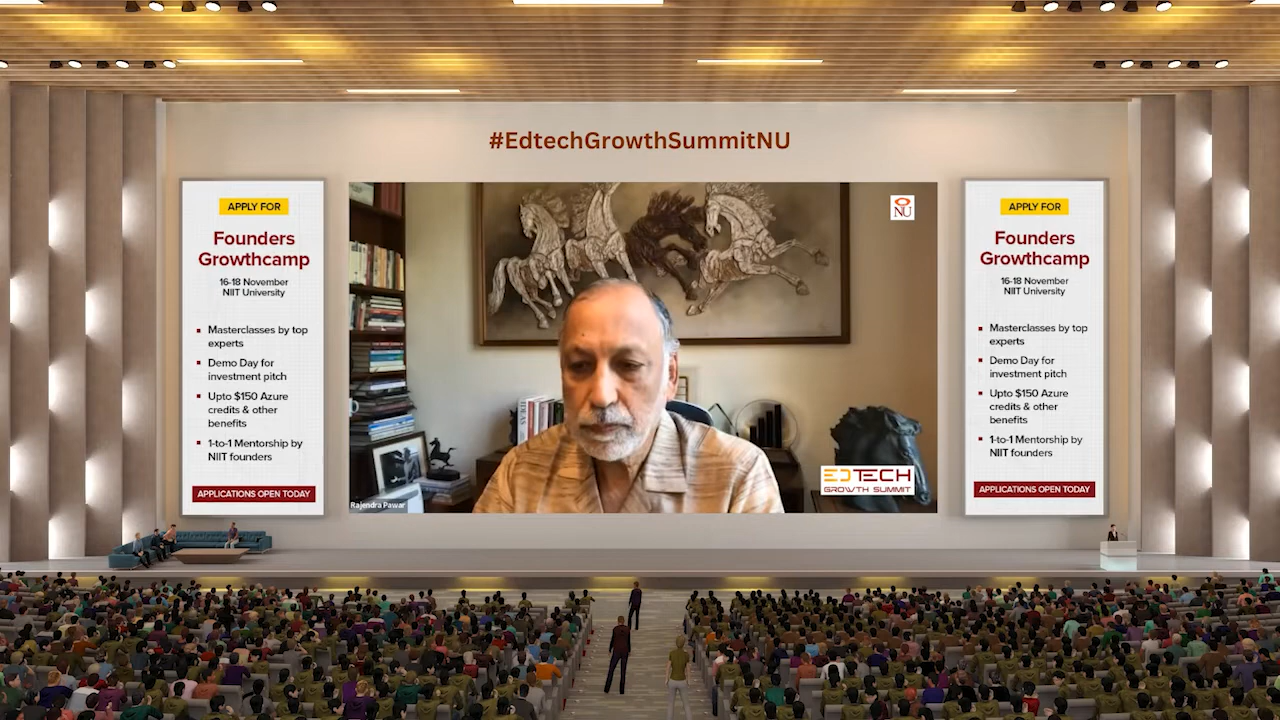 #EdtechGrowthSummitNU
APPLY FOR
Founders
Growthcamp
16-18 November
NIIT University
Masterclasses by top
experts
Demo Day for
investment pitch
Upto $150 Azure
credits & other
benefits
1-to-1 Mentorship by
NIIT founders
APPLICATIONS OPEN TODAY
NU
EDTECH
GROWTH SUMMIT
Rajendra Pawar
APPLY FOR
Founders
Growthcamp
16-18 November
NIIT University
Masterclasses by top
experts
Demo Day for
investment pitch
Upto $150 Azure
credits & other
benefits
1-to-1 Mentorship by
NIIT founders
APPLICATIONS OPEN TODAY